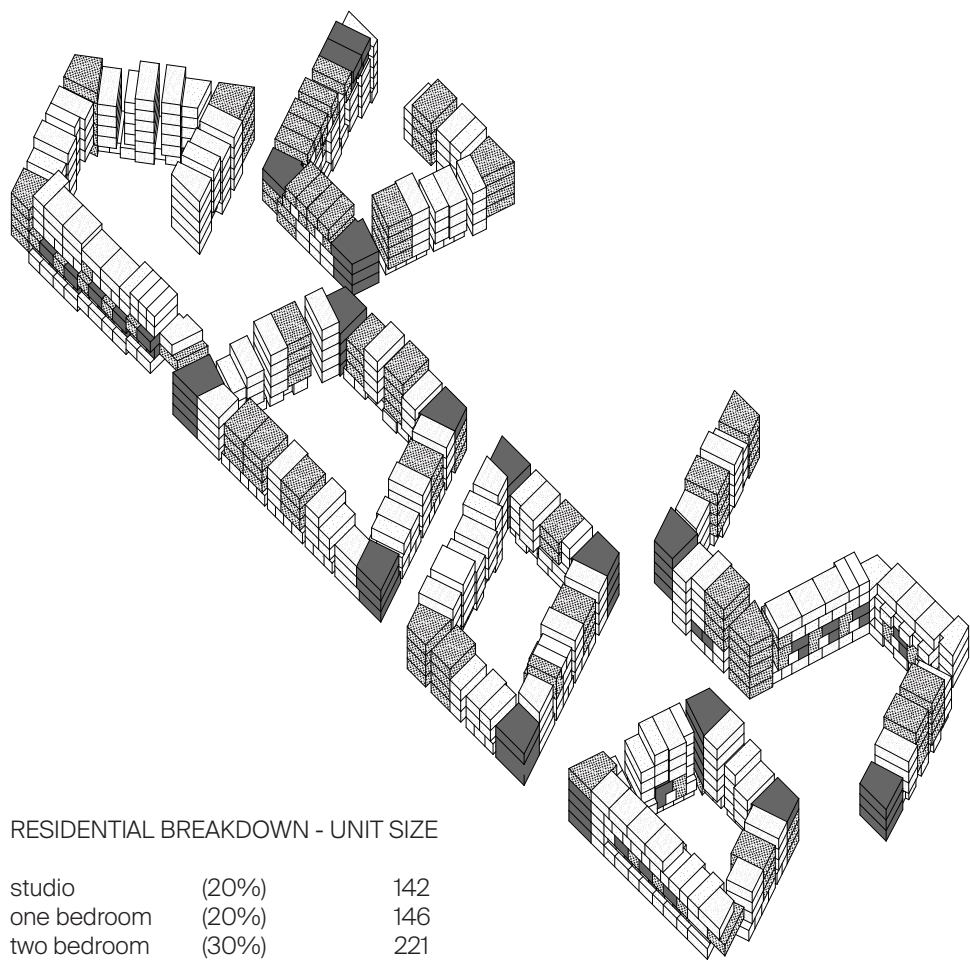 RESIDENTIAL BREAKDOWN - UNIT SIZE
studio (20%) 142
one bedroom (20%) 146
two bedroom (30%) 221